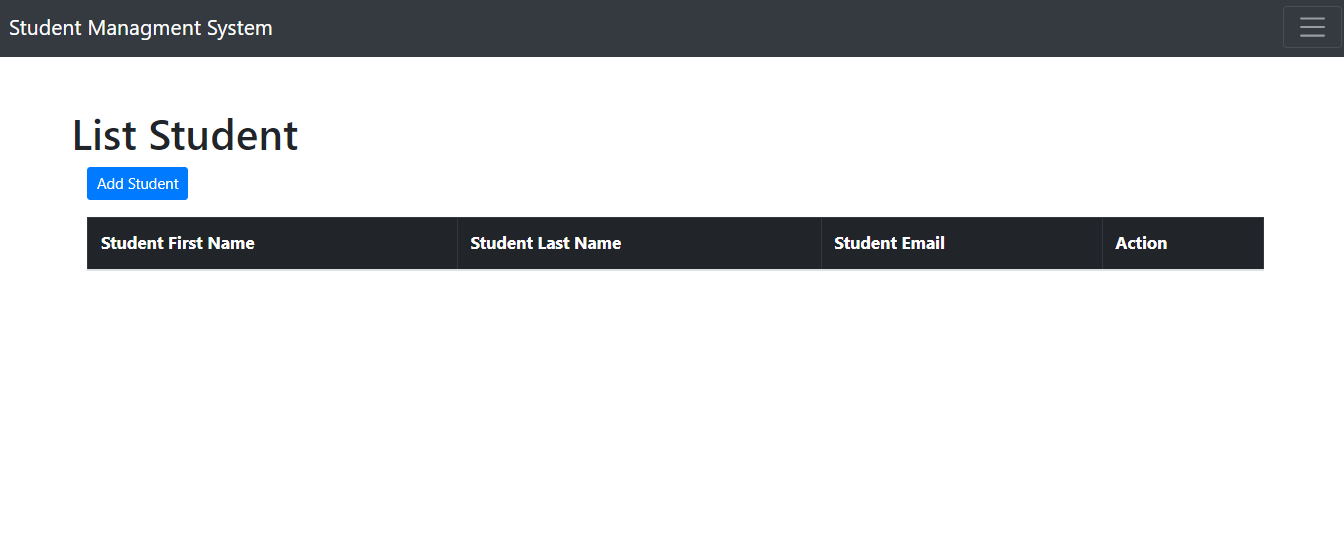 Student Managment System
List Student
Add Student
Student First Name Student Last Name Student Email Action